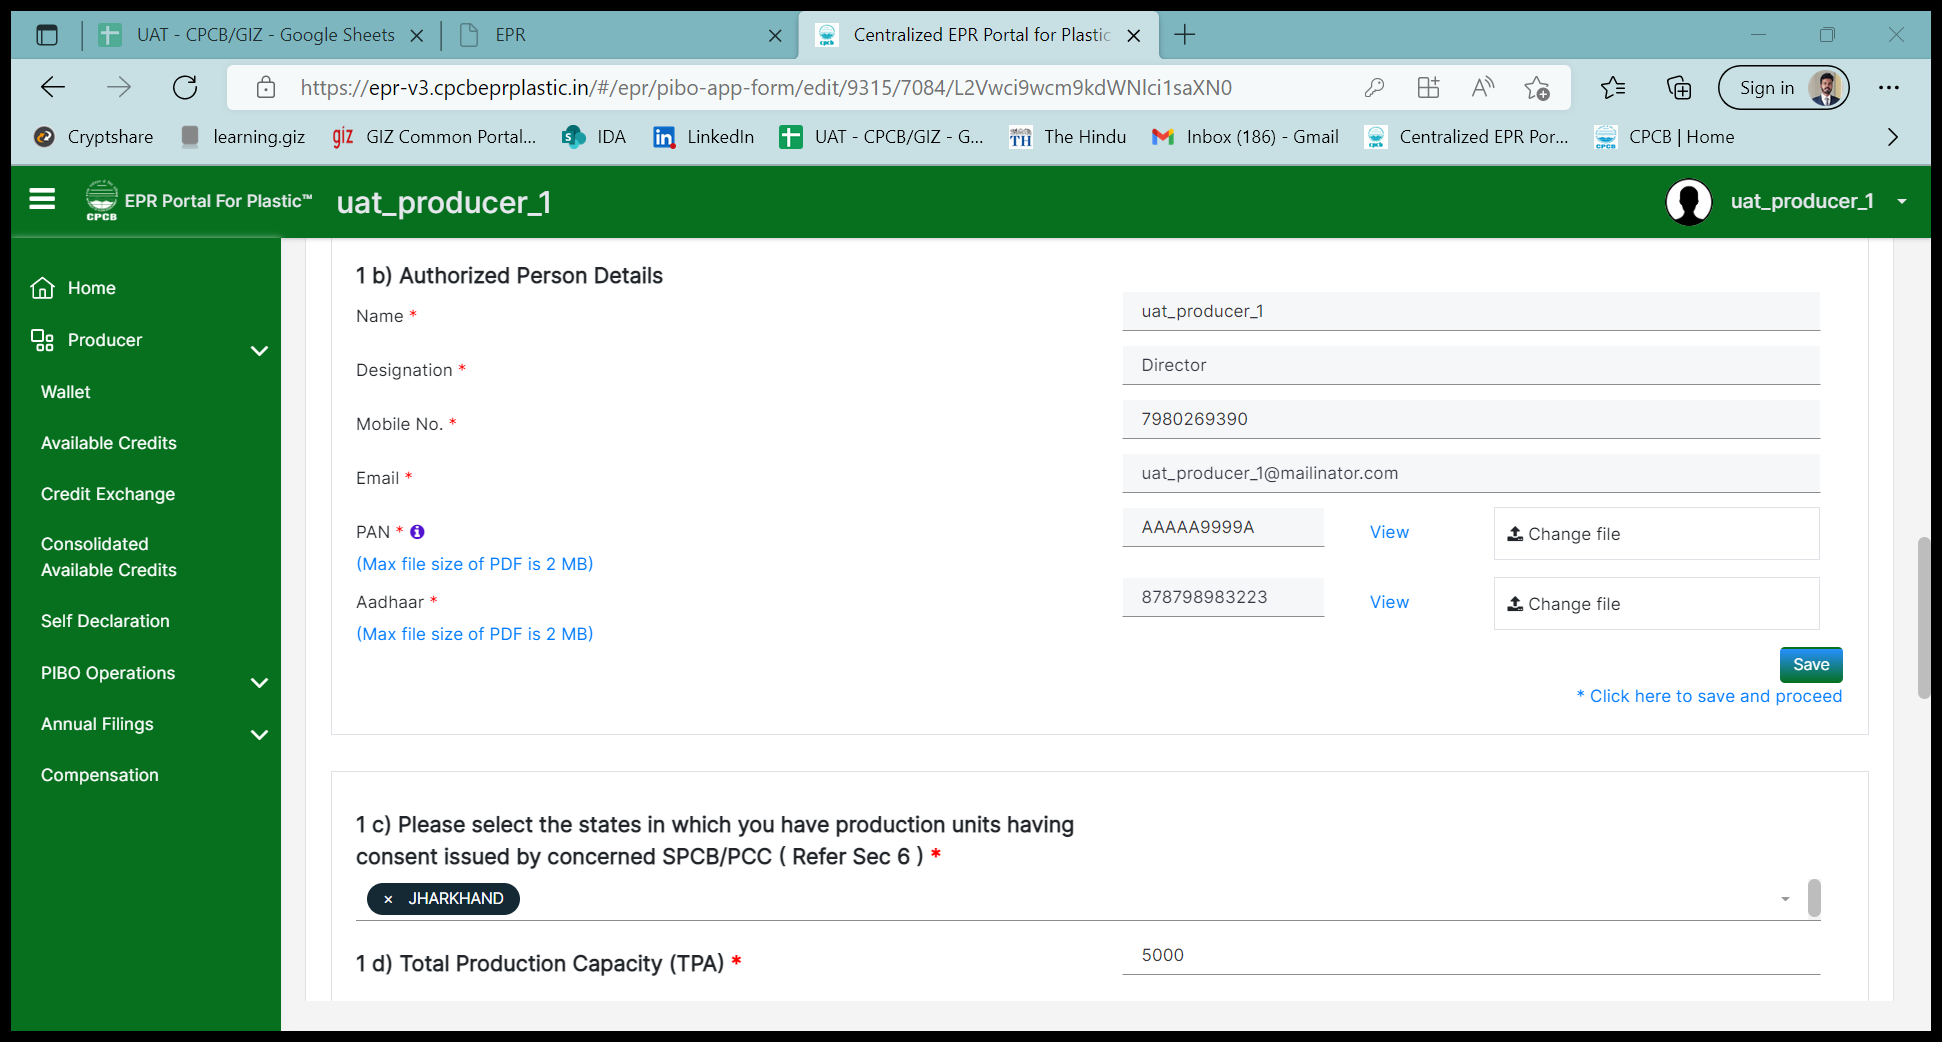 UAT - CPCB/GIZ - Google Sheets
EPR
Centralized EPR Portal for Plastic
https://epr-v3.cpcbeprplastic.in/#/epr/pibo-app-form/edit/9315/7084/L2Vwci9wcm9kdWNlci1saXN0
Sign in
Cryptshare
learning.giz
giz GIZ Common Portal...
IDA
LinkedIn
UAT - CPCB/GIZ - G...
TH The Hindu
Inbox (186) - Gmail
Centralized EPR Por...
CPCB | Home
CPCB
EPR Portal For Plastic™
uat_producer_1
uat_producer_1
Home
Producer
Wallet
Available Credits
Credit Exchange
Consolidated
Available Credits
Self Declaration
PIBO Operations
Annual Filings
Compensation
1 b) Authorized Person Details
Name * uat_producer_1
Designation * Director
Mobile No. * 7980269390
Email * uat_producer_1@mailinator.com
PAN * AAAAA9999A View Change file
(Max file size of PDF is 2 MB)
Aadhaar * 878798983223 View Change file
(Max file size of PDF is 2 MB)
Save
* Click here to save and proceed
1 c) Please select the states in which you have production units having
consent issued by concerned SPCB/PCC ( Refer Sec 6 ) *
× JHARKHAND
1 d) Total Production Capacity (TPA) * 5000